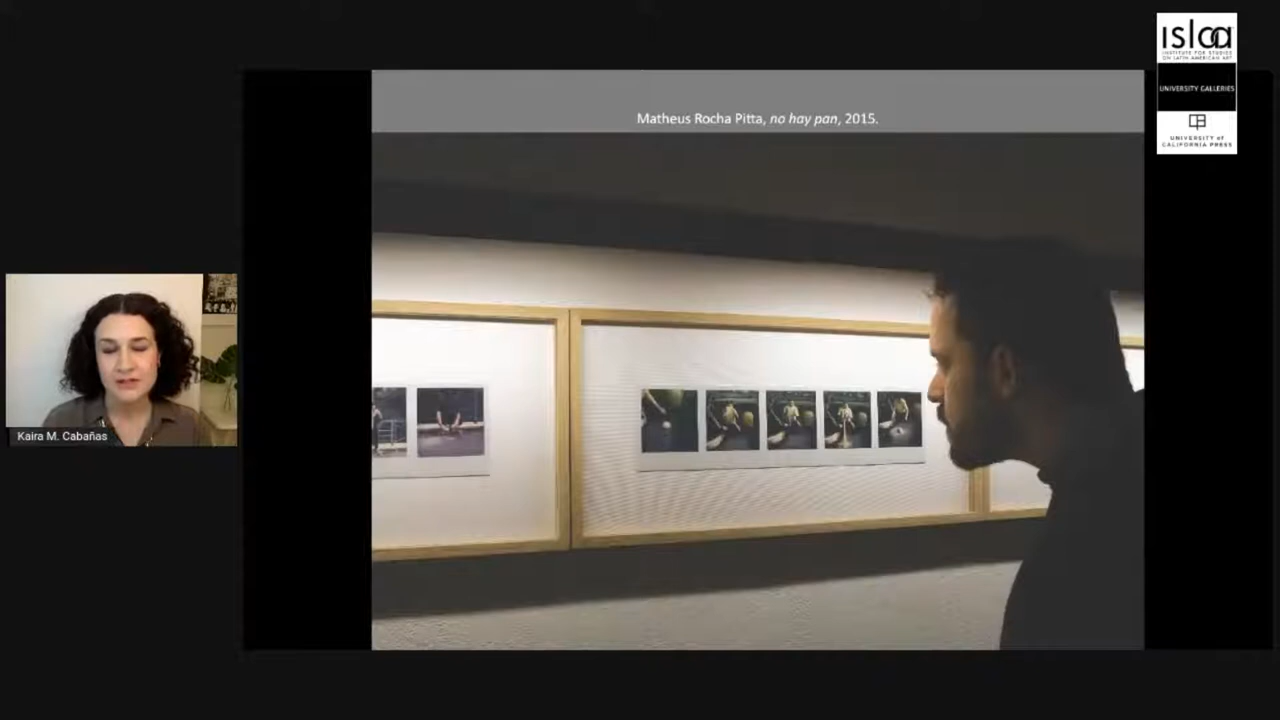 Matheus Rocha Pitta, no hay pan, 2015.
islaa
INSTITUTE FOR STUDIES
ON LATIN AMERICAN ART
UNIVERSITY GALLERIES
UNIVERSITY of
CALIFORNIA PRESS
Kaira M. Cabañas